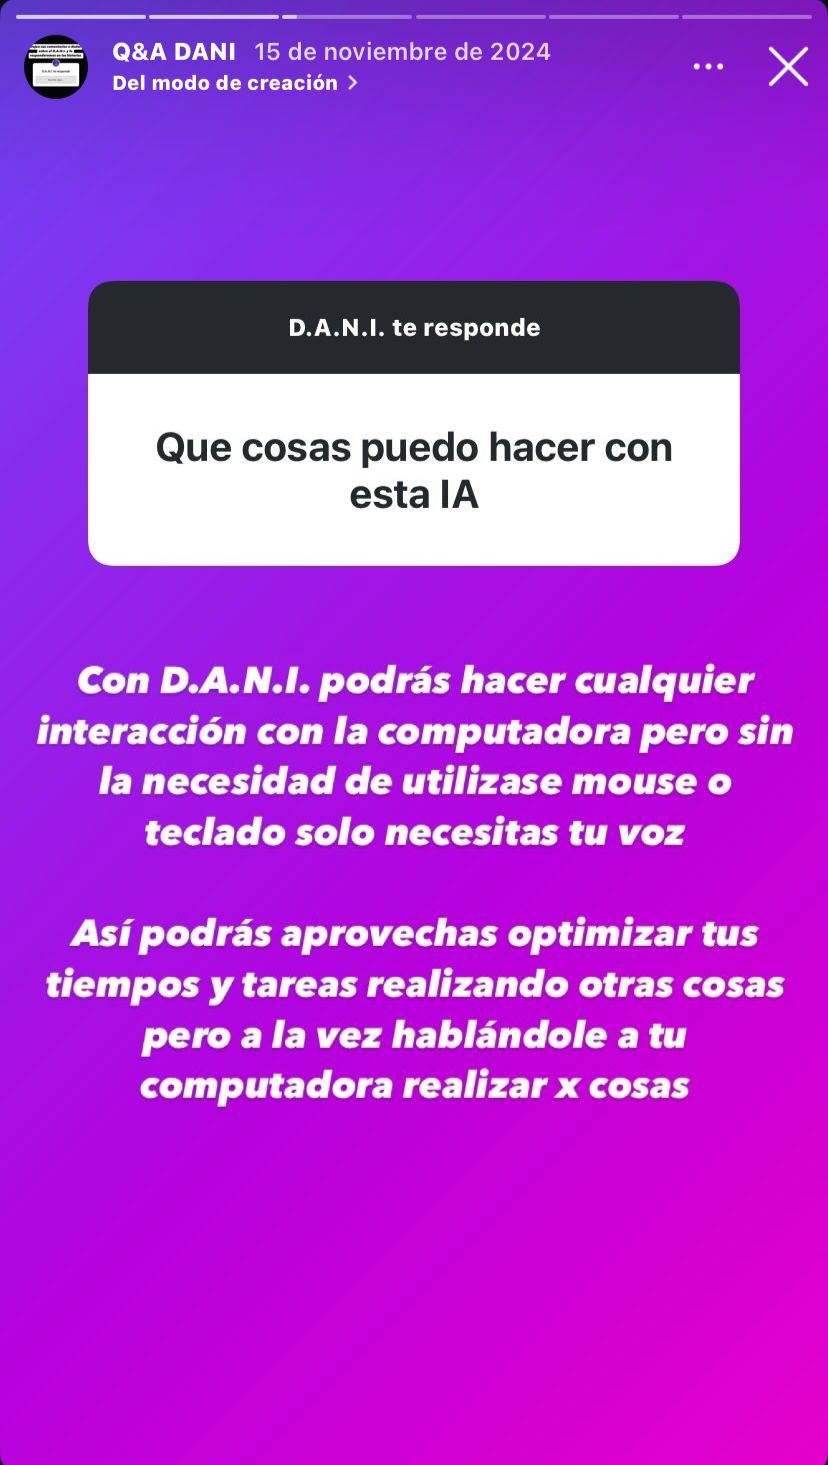 Q&A DANI 15 de noviembre de 2024
Del modo de creación >
D.A.N.I. te responde
Que cosas puedo hacer con
esta IA
Con D.A.N.I. podrás hacer cualquier
interacción con la computadora pero sin
la necesidad de utilizase mouse o
teclado solo necesitas tu voz
Así podrás aprovechas optimizar tus
tiempos y tareas realizando otras cosas
pero a la vez hablándole a tu
computadora realizar x cosas